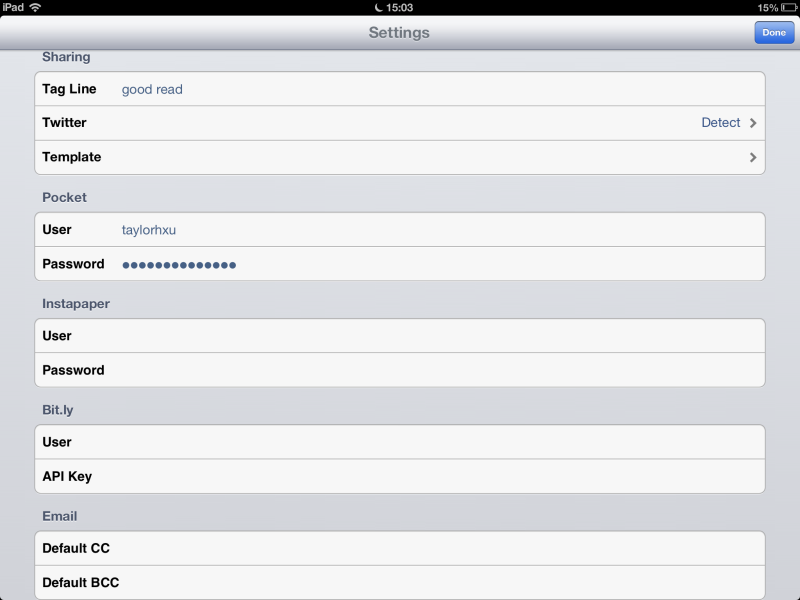 iPad 15:03 15%
Settings Done
Sharing
Tag Line good read
Twitter Detect
Template
Pocket
User taylorhxu
Password ●●●●●●●●●●●●●●
Instapaper
User
Password
Bit.ly
User
API Key
Email
Default CC
Default BCC